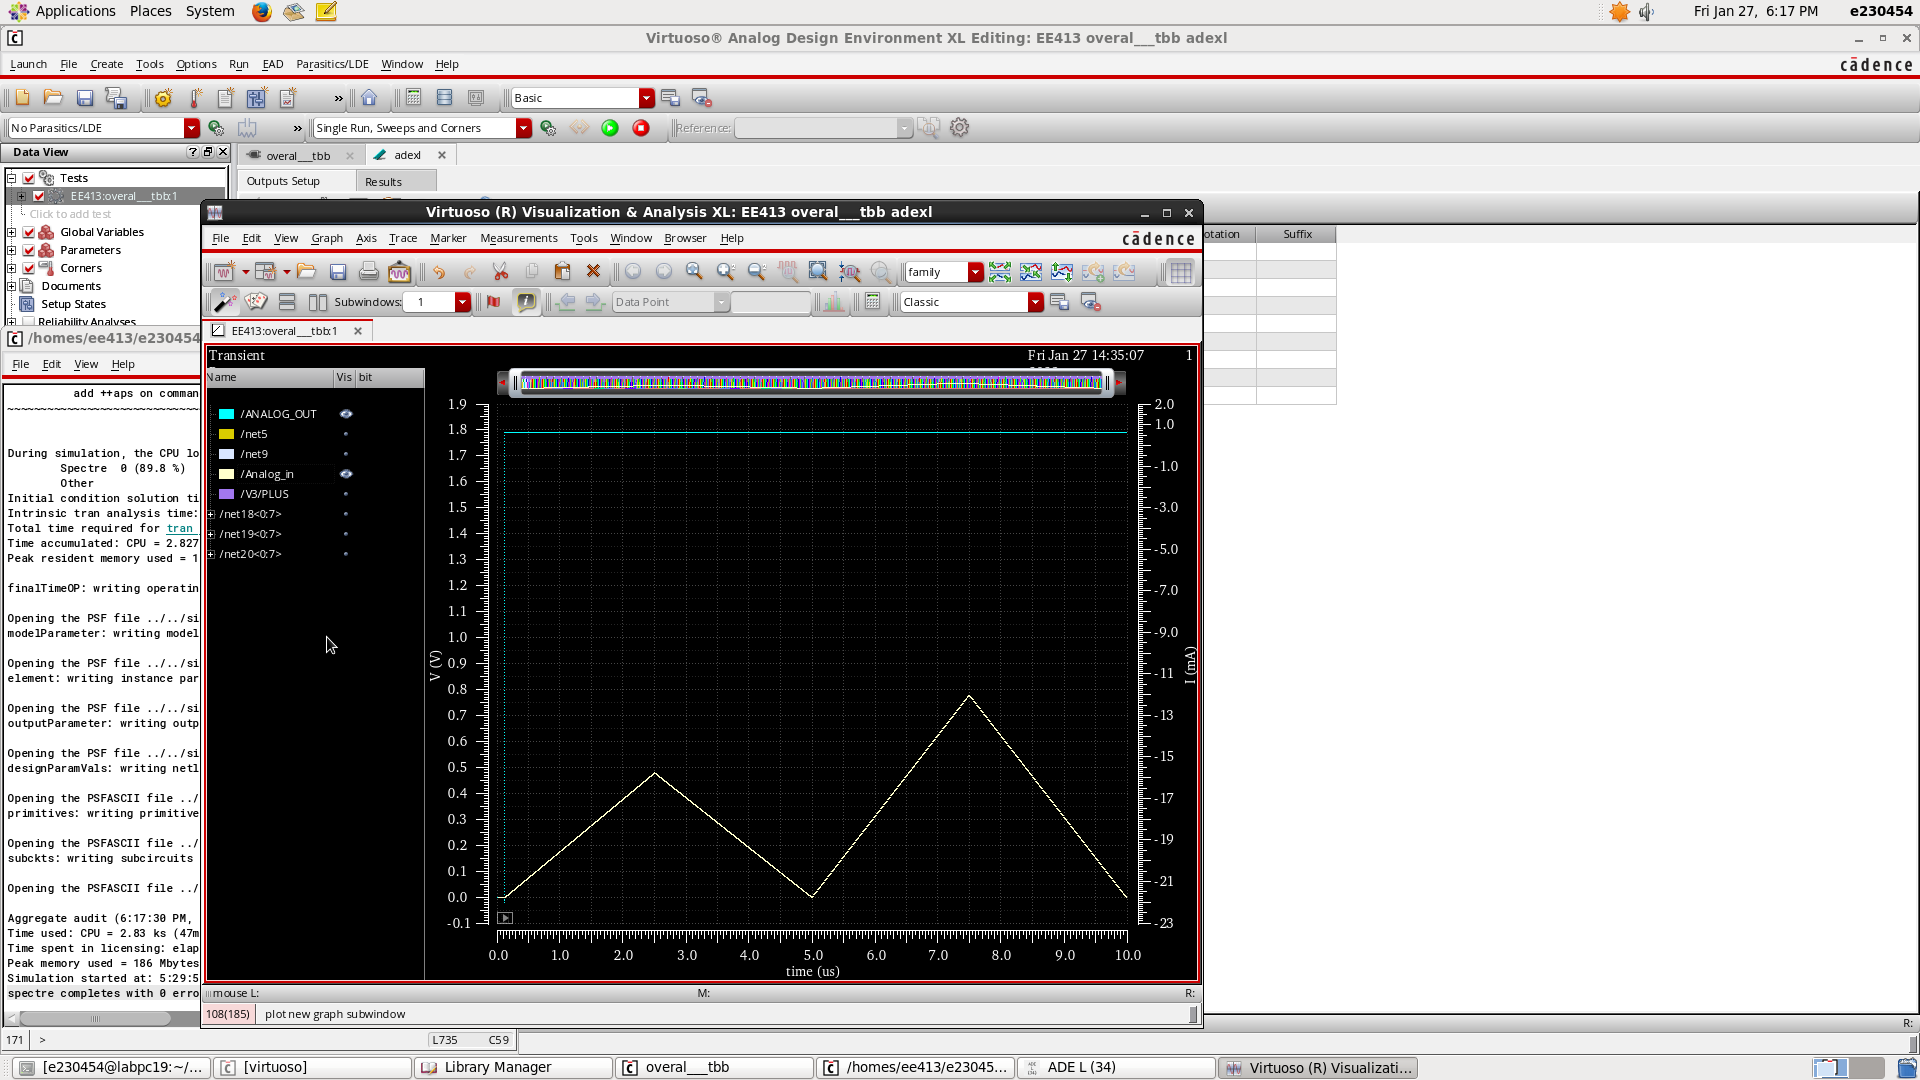 Applications Places System Fri Jan 27, 6:17 PM e230454
Virtuoso® Analog Design Environment XL Editing: EE413 overal___tbb adexl
Launch File Create Tools Options Run EAD Parasitics/LDE Window Help cādence
» Basic
No Parasitics/LDE » Single Run, Sweeps and Corners Reference:
Data View ? overal___tbb adexl
Tests Outputs Setup Results
EE413:overal___tbb:1
Click to add test
Global Variables
Parameters
Corners
Documents
Setup States
Reliability Analyses
otation Suffix
/homes/ee413/e230454
File Edit View Help
add ++aps on comman
~~~~~~~~~~~~~~~~~~~~~~~~~~~~~
During simulation, the CPU lo
Spectre 0 (89.8 %)
Other
Initial condition solution ti
Intrinsic tran analysis time:
Total time required for tran
Time accumulated: CPU = 2.827
Peak resident memory used = 1
finalTimeOP: writing operatin
Opening the PSF file ../../si
modelParameter: writing model
Opening the PSF file ../../si
element: writing instance par
Opening the PSF file ../../si
outputParameter: writing outp
Opening the PSF file ../../si
designParamVals: writing netl
Opening the PSFASCII file ../
primitives: writing primitive
Opening the PSFASCII file ../
subckts: writing subcircuits
Opening the PSFASCII file ../
Aggregate audit (6:17:30 PM,
Time used: CPU = 2.83 ks (47m
Time spent in licensing: elap
Peak memory used = 186 Mbytes
Simulation started at: 5:29:5
spectre completes with 0 erro
171 > L735 C59
Virtuoso (R) Visualization & Analysis XL: EE413 overal___tbb adexl
File Edit View Graph Axis Trace Marker Measurements Tools Window Browser Help cādence
family
Subwindows: 1 Data Point Classic
EE413:overal___tbb:1
Transient Fri Jan 27 14:35:07 1
Name Vis bit
/ANALOG_OUT
/net5
/net9
/Analog_in
/V3/PLUS
/net18<0:7>
/net19<0:7>
/net20<0:7>
1.9
1.8
1.7
1.6
1.5
1.4
1.3
1.2
1.1
1.0
0.9
0.8
0.7
0.6
0.5
0.4
0.3
0.2
0.1
0.0
-0.1
V (V)
2.0
1.0
-1.0
-3.0
-5.0
-7.0
-9.0
-11
-13
-15
-17
-19
-21
-23
I (mA)
0.0 1.0 2.0 3.0 4.0 5.0 6.0 7.0 8.0 9.0 10.0
time (us)
mouse L: M: R:
108(185) plot new graph subwindow
R:
[e230454@labpc19:~/... [virtuoso] Library Manager overal___tbb /homes/ee413/e23045... ADE L (34) Virtuoso (R) Visualizati...